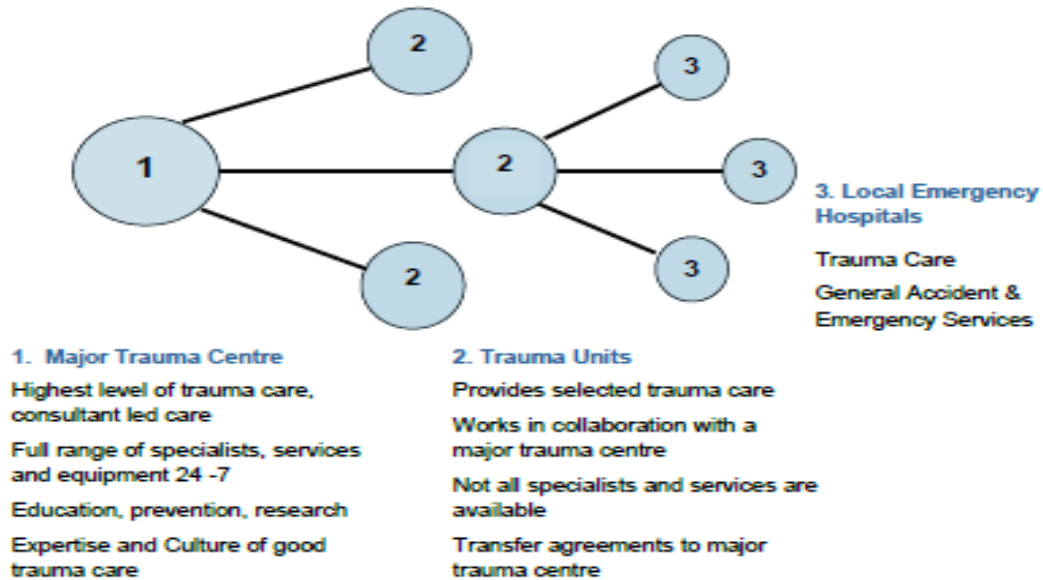 2
3
1
2
3
2
3
3. Local Emergency
Hospitals
Trauma Care
General Accident &
Emergency Services
1. Major Trauma Centre
Highest level of trauma care,
consultant led care
Full range of specialists, services
and equipment 24 -7
Education, prevention, research
Expertise and Culture of good
trauma care
2. Trauma Units
Provides selected trauma care
Works in collaboration with a
major trauma centre
Not all specialists and services are
available
Transfer agreements to major
trauma centre